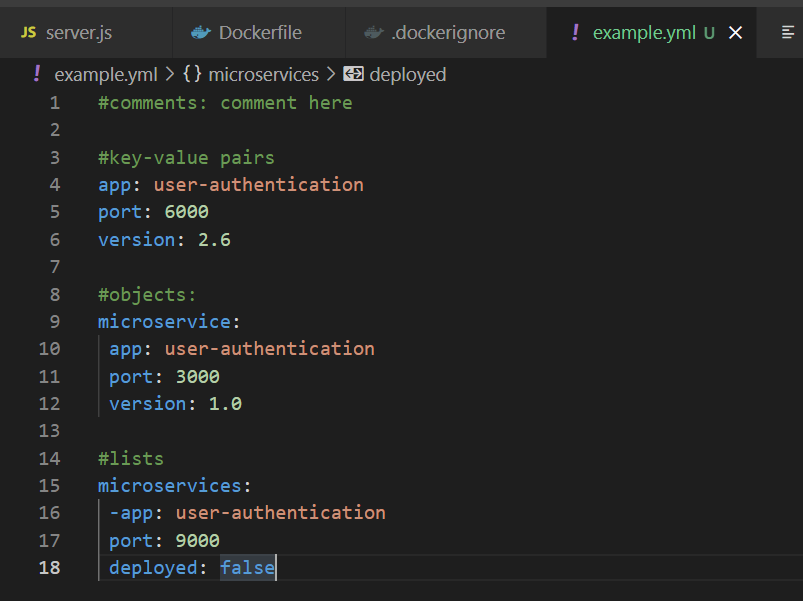 JS server.js Dockerfile .dockerignore ! example.yml U
! example.yml > {} microservices > deployed
1 #comments: comment here
2
3 #key-value pairs
4 app: user-authentication
5 port: 6000
6 version: 2.6
7
8 #objects:
9 microservice:
10 app: user-authentication
11 port: 3000
12 version: 1.0
13
14 #lists
15 microservices:
16 -app: user-authentication
17 port: 9000
18 deployed: false